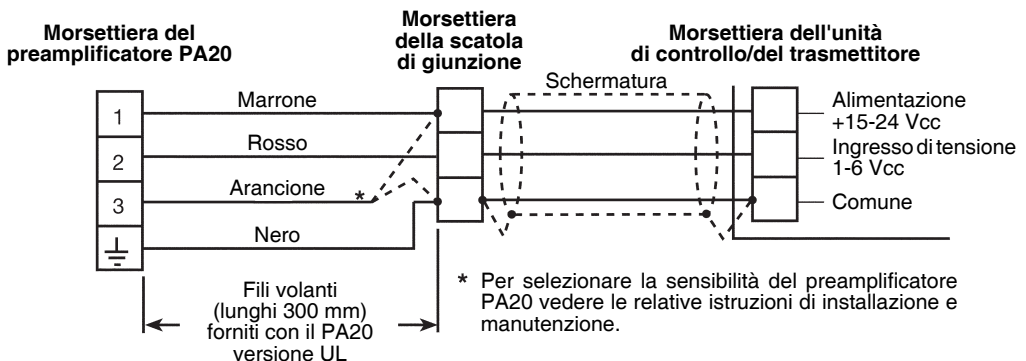 Morsettiera del
preamplificatore PA20
Morsettiera
della scatola
di giunzione
Morsettiera dell'unità
di controllo/del trasmettitore
Schermatura
1
Marrone
Alimentazione
+15-24 Vcc
2
Rosso
Ingresso di tensione
1-6 Vcc
3
Arancione
*
Comune
Nero
Fili volanti
(lunghi 300 mm)
forniti con il PA20
versione UL
* Per selezionare la sensibilità del preamplificatore
PA20 vedere le relative istruzioni di installazione e
manutenzione.